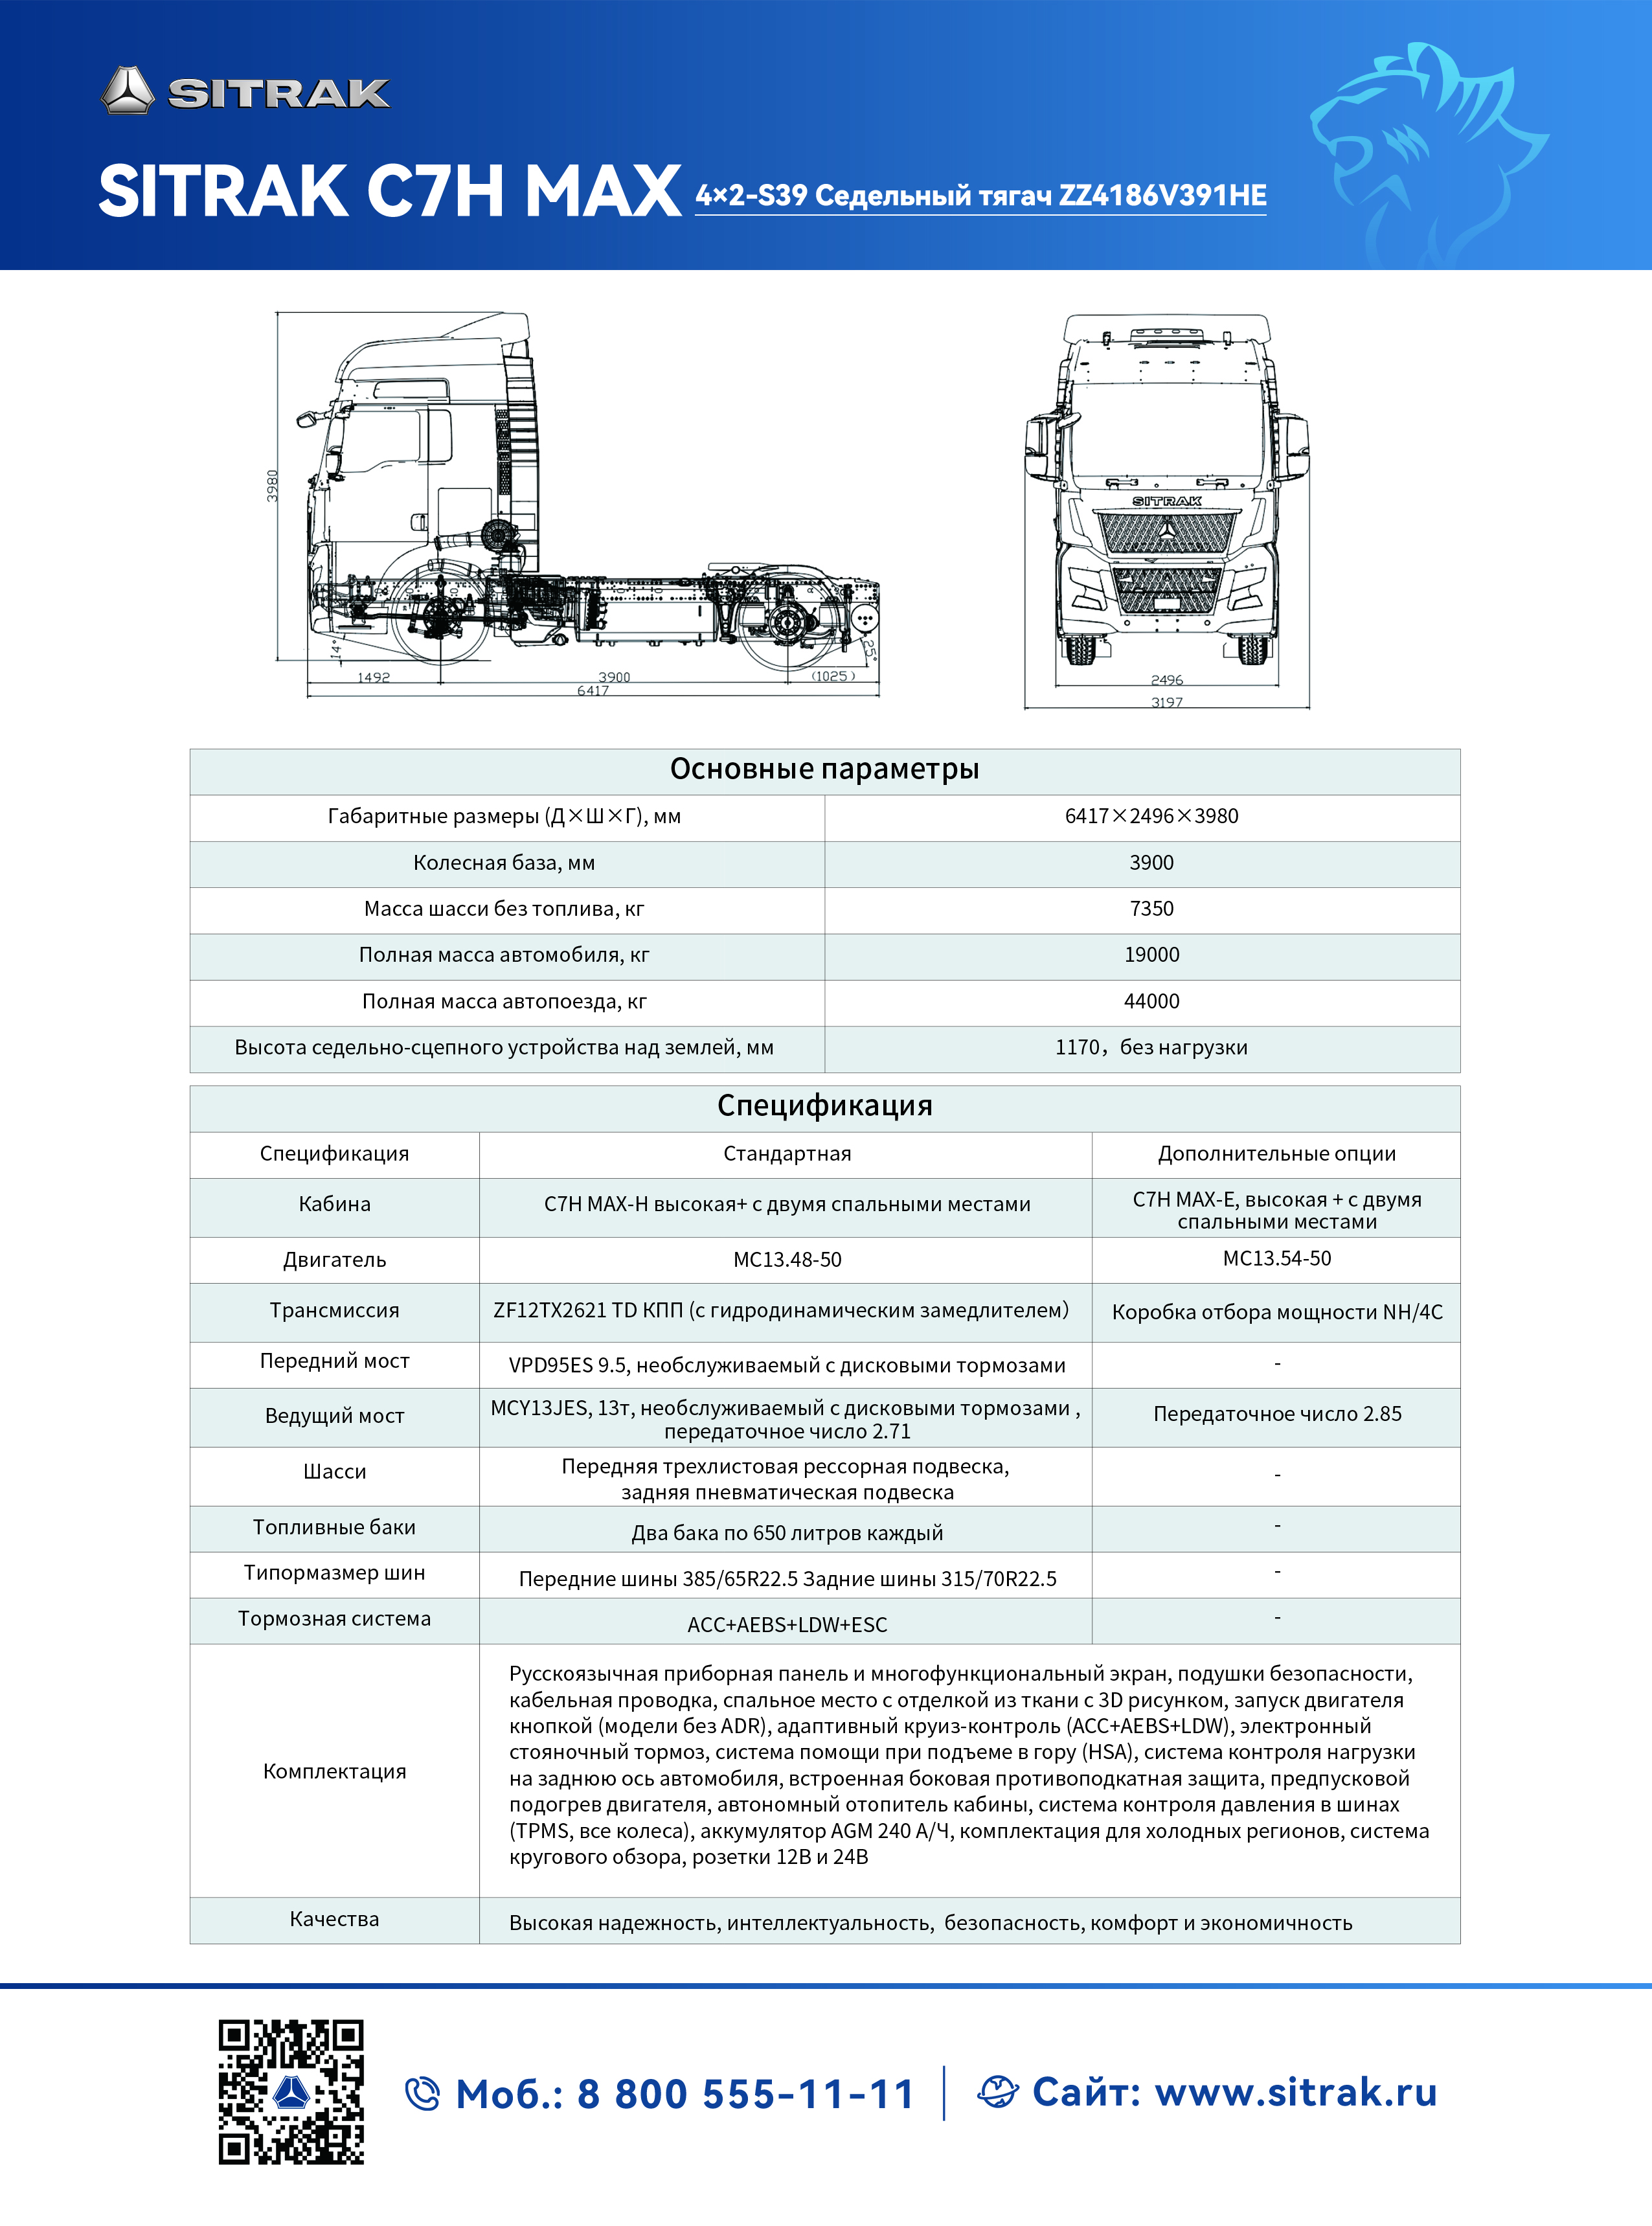 SITRAK
SITRAK C7H MAX 4×2-S39 Седельный тягач ZZ4186V391HE
3980
14°
25°
1492
3900
(1025)
6417
SITRAK
2496
3197
Основные параметры
Габаритные размеры (Д×Ш×Г), мм
6417×2496×3980
Колесная база, мм
3900
Масса шасси без топлива, кг
7350
Полная масса автомобиля, кг
19000
Полная масса автопоезда, кг
44000
Высота седельно-сцепного устройства над землей, мм
1170，без нагрузки
Спецификация
Спецификация
Стандартная
Дополнительные опции
Кабина
C7H MAX-H высокая+ с двумя спальными местами
C7H MAX-E, высокая + с двумя
спальными местами
Двигатель
MC13.48-50
MC13.54-50
Трансмиссия
ZF12TX2621 TD КПП (с гидродинамическим замедлителем）
Коробка отбора мощности NH/4C
Передний мост
VPD95ES 9.5, необслуживаемый с дисковыми тормозами
-
Ведущий мост
MCY13JES, 13т, необслуживаемый с дисковыми тормозами ,
передаточное число 2.71
Передаточное число 2.85
Шасси
Передняя трехлистовая рессорная подвеска,
задняя пневматическая подвеска
-
Топливные баки
Два бака по 650 литров каждый
-
Типормазмер шин
Передние шины 385/65R22.5 Задние шины 315/70R22.5
-
Тормозная система
ACC+AEBS+LDW+ESC
-
Комплектация
Русскоязычная приборная панель и многофункциональный экран, подушки безопасности,
кабельная проводка, спальное место с отделкой из ткани с 3D рисунком, запуск двигателя
кнопкой (модели без ADR), адаптивный круиз-контроль (ACC+AEBS+LDW), электронный
стояночный тормоз, система помощи при подъеме в гору (HSA), система контроля нагрузки
на заднюю ось автомобиля, встроенная боковая противоподкатная защита, предпусковой
подогрев двигателя, автономный отопитель кабины, система контроля давления в шинах
(TPMS, все колеса), аккумулятор AGM 240 А/Ч, комплектация для холодных регионов, система
кругового обзора, розетки 12В и 24В
Качества
Высокая надежность, интеллектуальность,  безопасность, комфорт и экономичность
Моб.: 8 800 555-11-11
Сайт: www.sitrak.ru